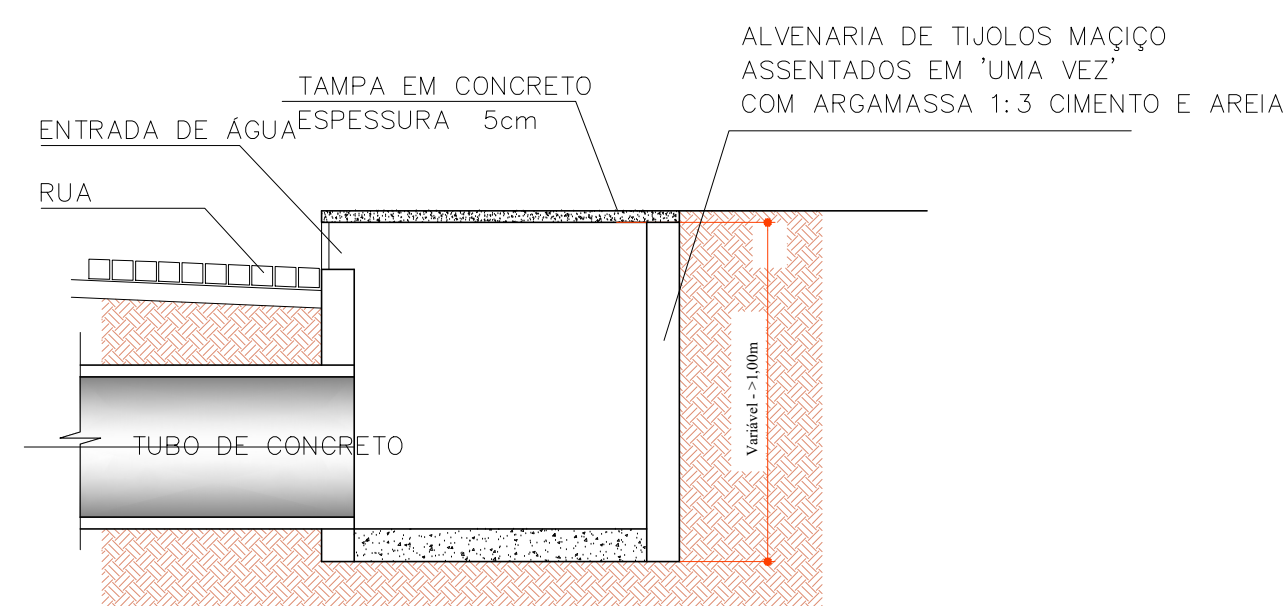 ALVENARIA DE TIJOLOS MAÇIÇO
ASSENTADOS EM 'UMA VEZ'
COM ARGAMASSA 1:3 CIMENTO E AREIA
TAMPA EM CONCRETO
ESPESSURA 5cm
ENTRADA DE ÁGUA
RUA
Variável - >1,00m
TUBO DE CONCRETO